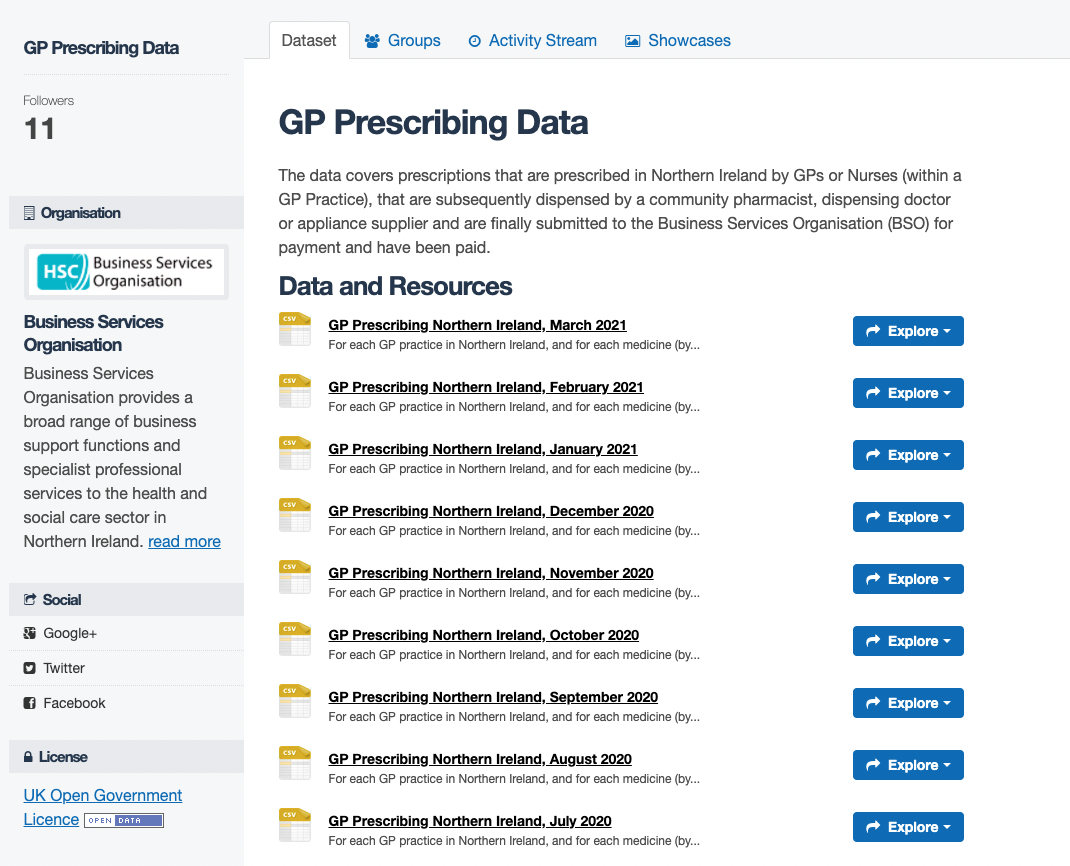 GP Prescribing Data
Followers
11
Organisation
HSC Business Services
Organisation
Business Services
Organisation
Business Services
Organisation provides a
broad range of business
support functions and
specialist professional
services to the health and
social care sector in
Northern Ireland. read more
Social
Google+
Twitter
Facebook
License
UK Open Government
Licence OPEN DATA
Dataset Groups Activity Stream Showcases
GP Prescribing Data
The data covers prescriptions that are prescribed in Northern Ireland by GPs or Nurses (within a
GP Practice), that are subsequently dispensed by a community pharmacist, dispensing doctor
or appliance supplier and are finally submitted to the Business Services Organisation (BSO) for
payment and have been paid.
Data and Resources
CSV GP Prescribing Northern Ireland, March 2021 Explore
For each GP practice in Northern Ireland, and for each medicine (by...
CSV GP Prescribing Northern Ireland, February 2021 Explore
For each GP practice in Northern Ireland, and for each medicine (by...
CSV GP Prescribing Northern Ireland, January 2021 Explore
For each GP practice in Northern Ireland, and for each medicine (by...
CSV GP Prescribing Northern Ireland, December 2020 Explore
For each GP practice in Northern Ireland, and for each medicine (by...
CSV GP Prescribing Northern Ireland, November 2020 Explore
For each GP practice in Northern Ireland, and for each medicine (by...
CSV GP Prescribing Northern Ireland, October 2020 Explore
For each GP practice in Northern Ireland, and for each medicine (by...
CSV GP Prescribing Northern Ireland, September 2020 Explore
For each GP practice in Northern Ireland, and for each medicine (by...
CSV GP Prescribing Northern Ireland, August 2020 Explore
For each GP practice in Northern Ireland, and for each medicine (by...
CSV GP Prescribing Northern Ireland, July 2020 Explore
For each GP practice in Northern Ireland, and for each medicine (by...